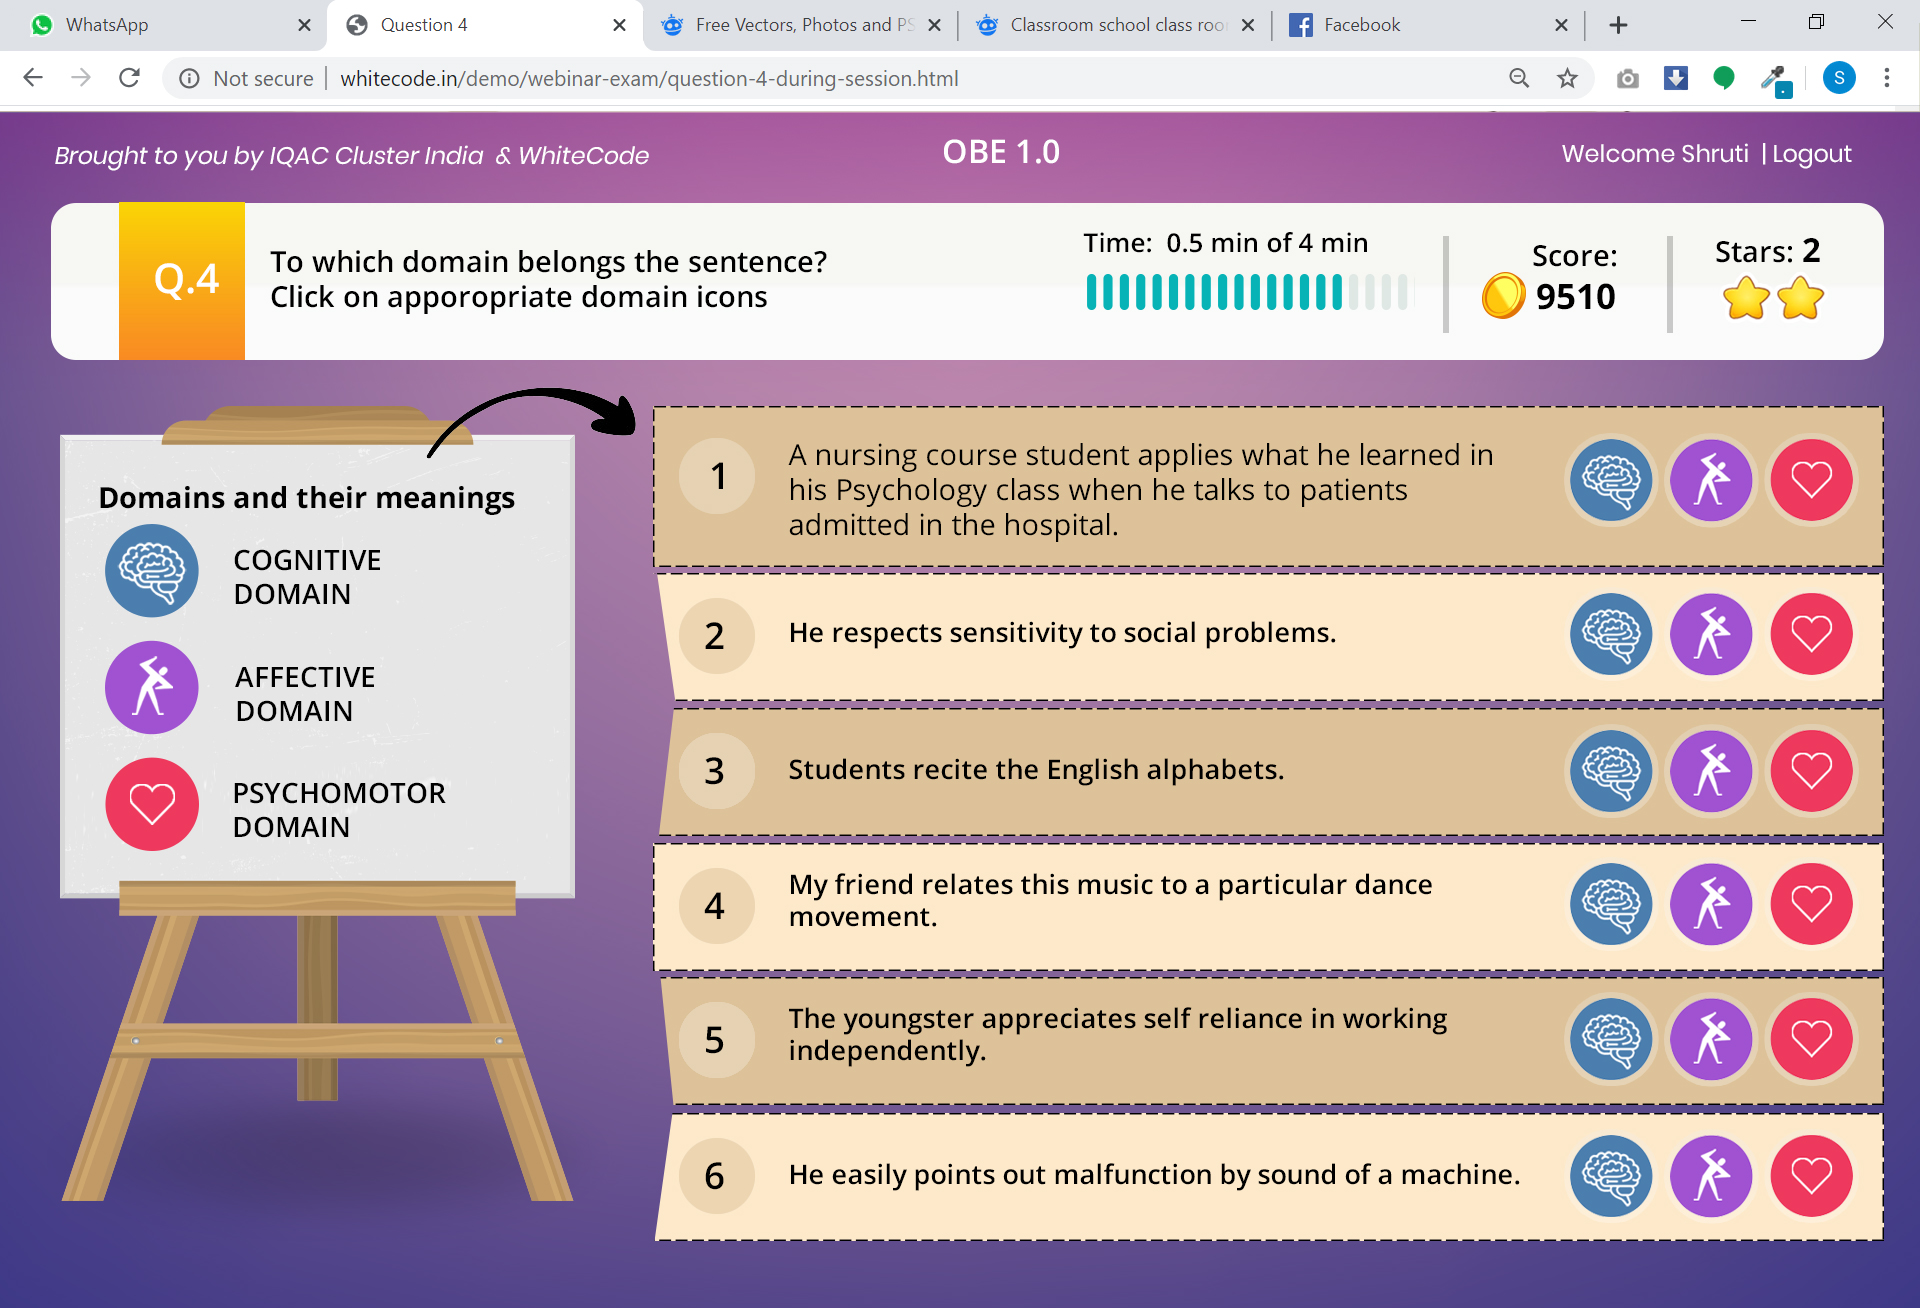 WhatsApp
Question 4
Free Vectors, Photos and PS
Classroom school class roo
Facebook
Not secure
whitecode.in/demo/webinar-exam/question-4-during-session.html
S
Brought to you by IQAC Cluster India & WhiteCode
OBE 1.0
Welcome Shruti | Logout
Q.4
To which domain belongs the sentence?
Click on apporopriate domain icons
Time: 0.5 min of 4 min
Score:
9510
Stars: 2
Domains and their meanings
COGNITIVE
DOMAIN
AFFECTIVE
DOMAIN
PSYCHOMOTOR
DOMAIN
1
A nursing course student applies what he learned in
his Psychology class when he talks to patients
admitted in the hospital.
2
He respects sensitivity to social problems.
3
Students recite the English alphabets.
4
My friend relates this music to a particular dance
movement.
5
The youngster appreciates self reliance in working
independently.
6
He easily points out malfunction by sound of a machine.